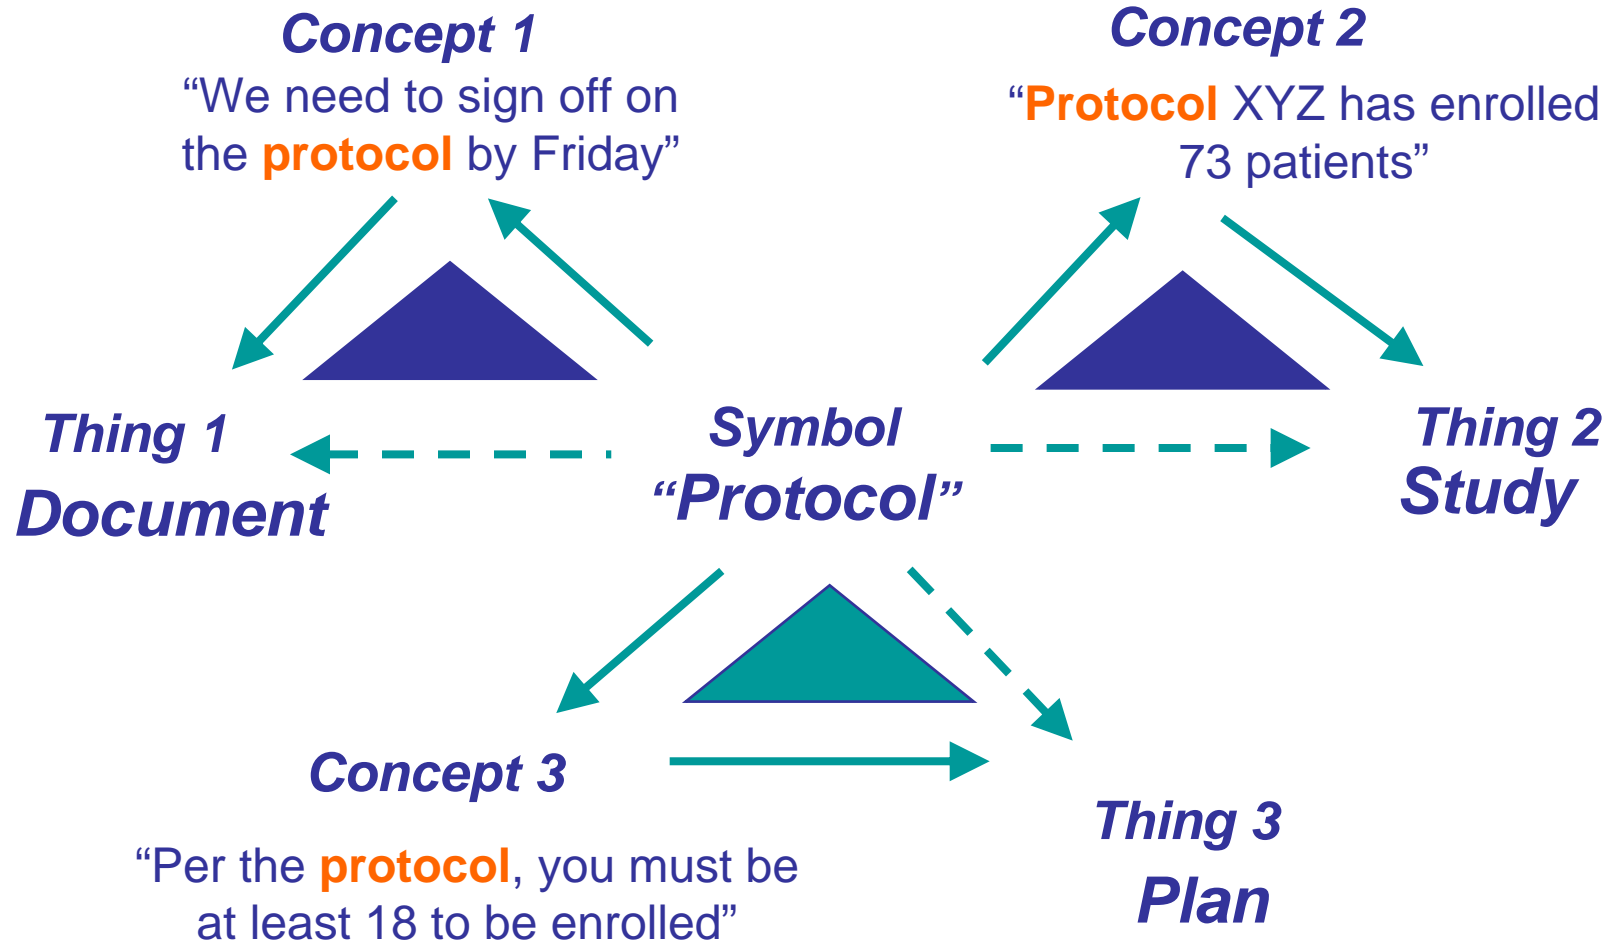 Concept 1
“We need to sign off on
the protocol by Friday”
Concept 2
“Protocol XYZ has enrolled
73 patients”
Thing 1
Document
Symbol
“Protocol”
Thing 2
Study
Concept 3
“Per the protocol, you must be
at least 18 to be enrolled”
Thing 3
Plan